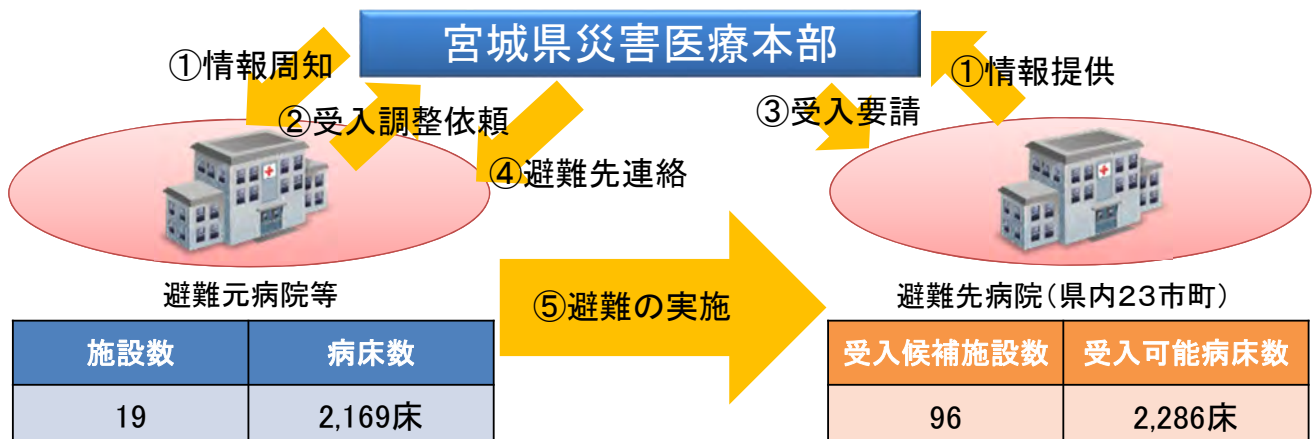 宮城県災害医療本部
①情報周知
①情報提供
②受入調整依頼
③受入要請
④避難先連絡
避難元病院等
⑤避難の実施
避難先病院(県内23市町)
施設数 病床数
19 2,169床
受入候補施設数 受入可能病床数
96 2,286床